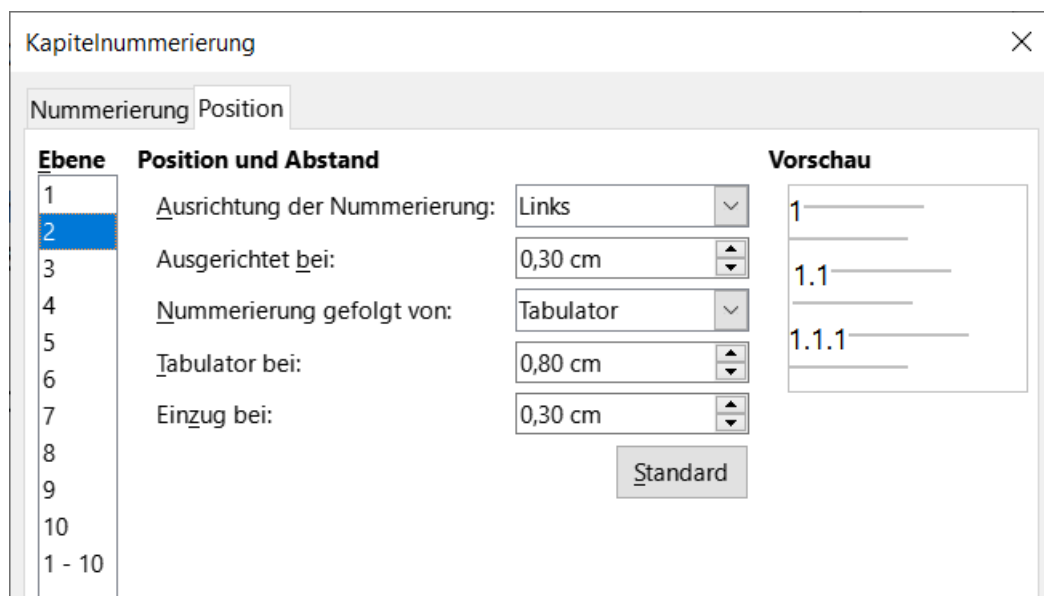 Kapitelnummerierung
Nummerierung Position
Ebene
1
2
3
4
5
6
7
8
9
10
1 - 10
Position und Abstand
Ausrichtung der Nummerierung: Links
Ausgerichtet bei: 0,30 cm
Nummerierung gefolgt von: Tabulator
Tabulator bei: 0,80 cm
Einzug bei: 0,30 cm
Standard
Vorschau
1
1.1
1.1.1